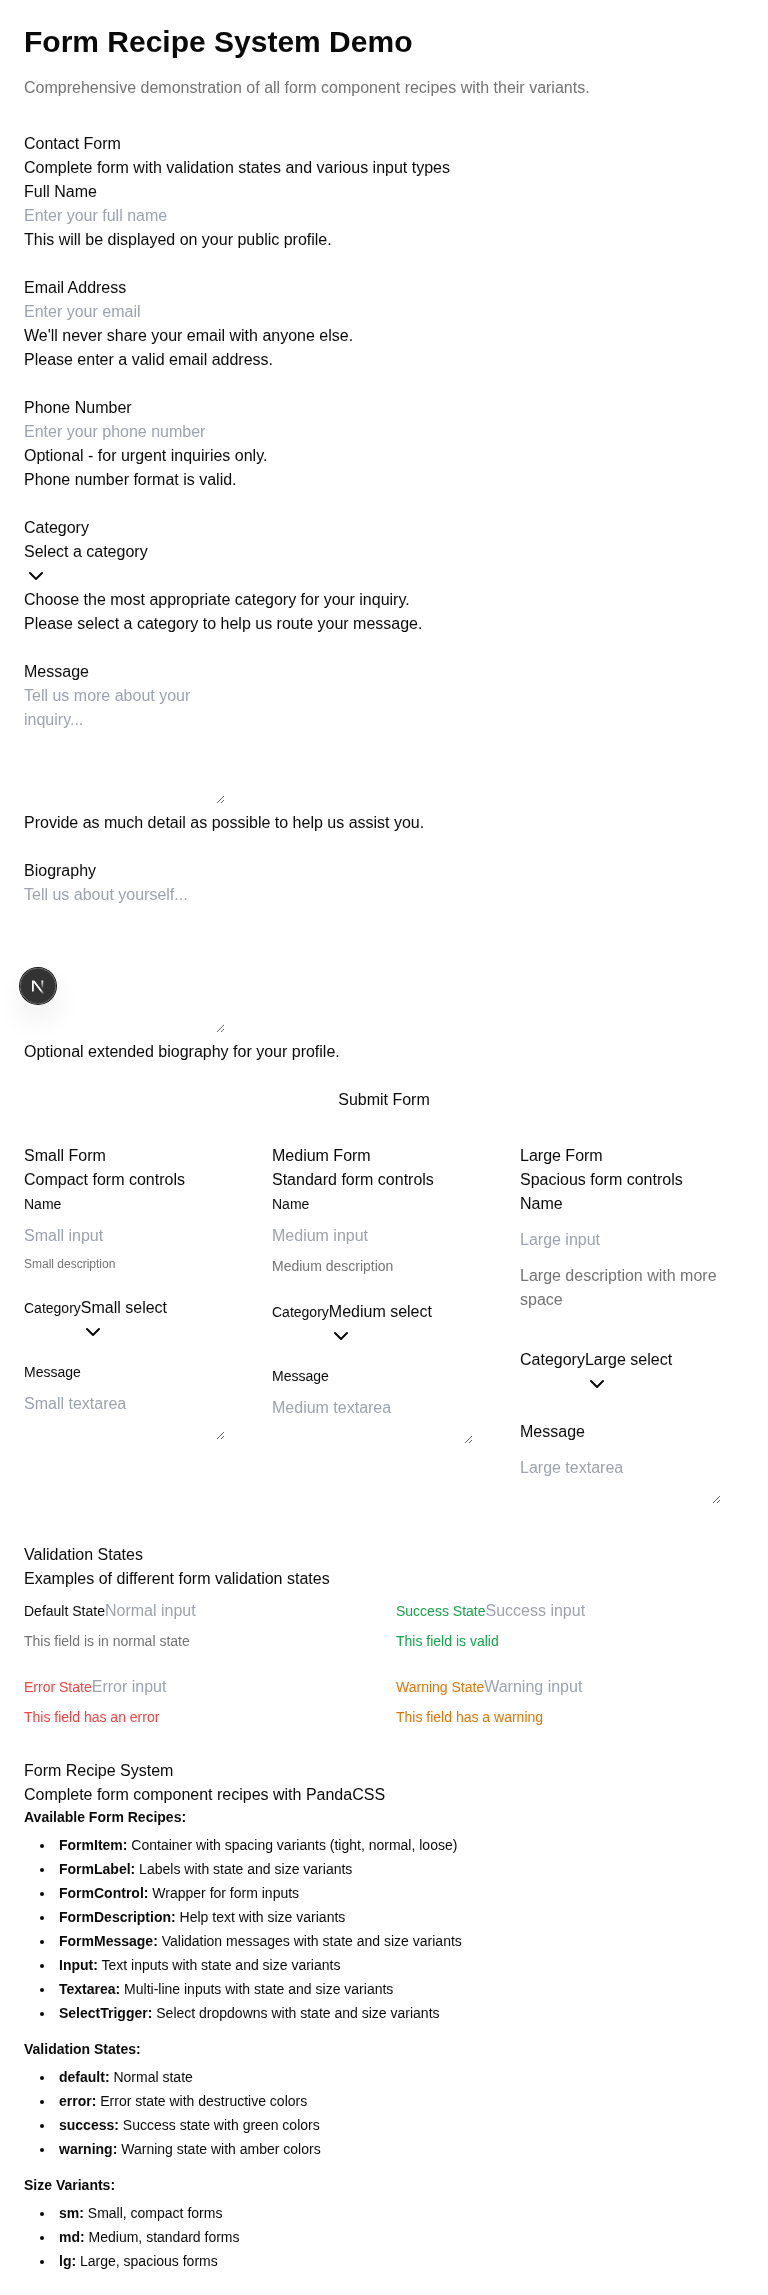 Form Recipe System Demo
Comprehensive demonstration of all form component recipes with their variants.
Contact Form
Complete form with validation states and various input types
Full Name
Enter your full name
This will be displayed on your public profile.
Email Address
Enter your email
We'll never share your email with anyone else.
Please enter a valid email address.
Phone Number
Enter your phone number
Optional - for urgent inquiries only.
Phone number format is valid.
Category
Select a category
Choose the most appropriate category for your inquiry.
Please select a category to help us route your message.
Message
Tell us more about your
inquiry...
Provide as much detail as possible to help us assist you.
Biography
Tell us about yourself...
N
Optional extended biography for your profile.
Submit Form
Small Form
Compact form controls
Name
Small input
Small description
CategorySmall select
Message
Small textarea
Medium Form
Standard form controls
Name
Medium input
Medium description
CategoryMedium select
Message
Medium textarea
Large Form
Spacious form controls
Name
Large input
Large description with more
space
CategoryLarge select
Message
Large textarea
Validation States
Examples of different form validation states
Default StateNormal input
This field is in normal state
Success StateSuccess input
This field is valid
Error StateError input
This field has an error
Warning StateWarning input
This field has a warning
Form Recipe System
Complete form component recipes with PandaCSS
Available Form Recipes:
• FormItem: Container with spacing variants (tight, normal, loose)
• FormLabel: Labels with state and size variants
• FormControl: Wrapper for form inputs
• FormDescription: Help text with size variants
• FormMessage: Validation messages with state and size variants
• Input: Text inputs with state and size variants
• Textarea: Multi-line inputs with state and size variants
• SelectTrigger: Select dropdowns with state and size variants
Validation States:
• default: Normal state
• error: Error state with destructive colors
• success: Success state with green colors
• warning: Warning state with amber colors
Size Variants:
• sm: Small, compact forms
• md: Medium, standard forms
• lg: Large, spacious forms